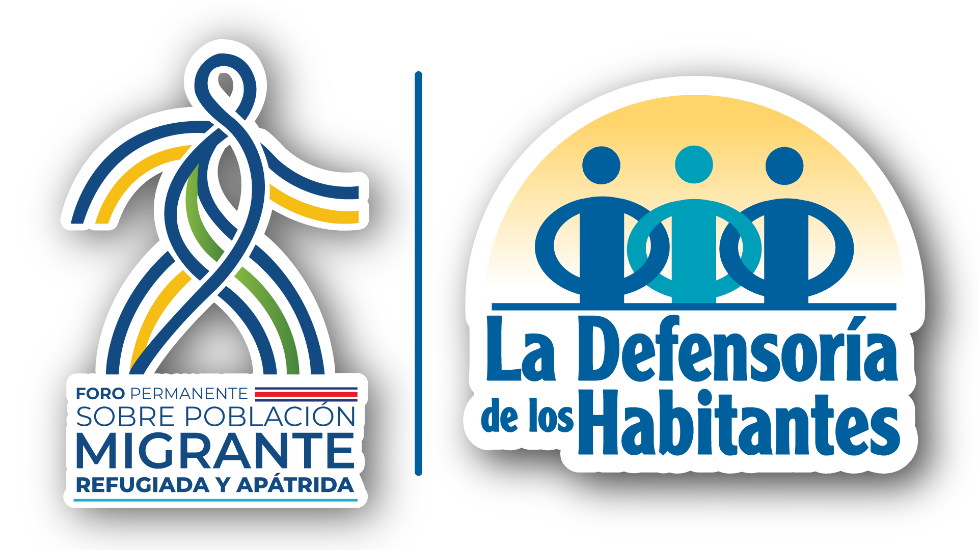 FORO PERMANENTE
SOBRE POBLACIÓN
MIGRANTE
REFUGIADA Y APÁTRIDA
La Defensoría
de los Habitantes